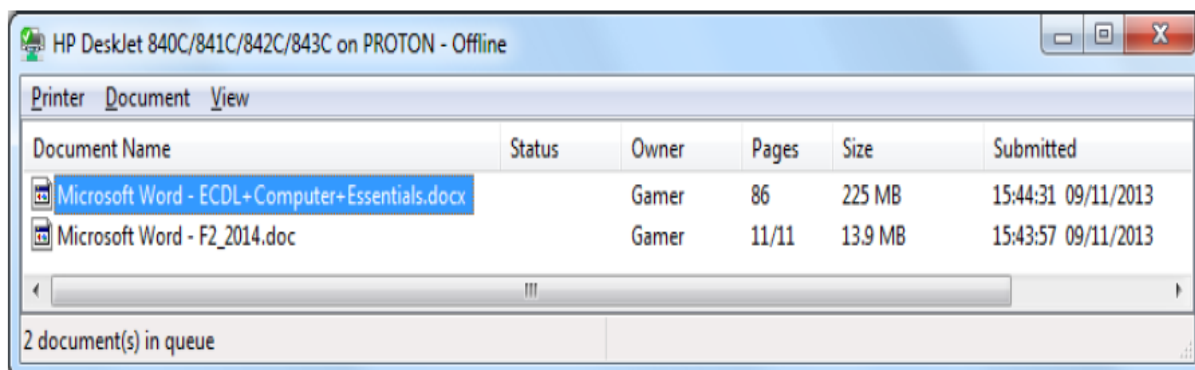 HP DeskJet 840C/841C/842C/843C on PROTON - Offline
Printer Document View
Document Name Status Owner Pages Size Submitted
Microsoft Word - ECDL+Computer+Essentials.docx Gamer 86 225 MB 15:44:31 09/11/2013
Microsoft Word - F2_2014.doc Gamer 11/11 13.9 MB 15:43:57 09/11/2013
2 document(s) in queue